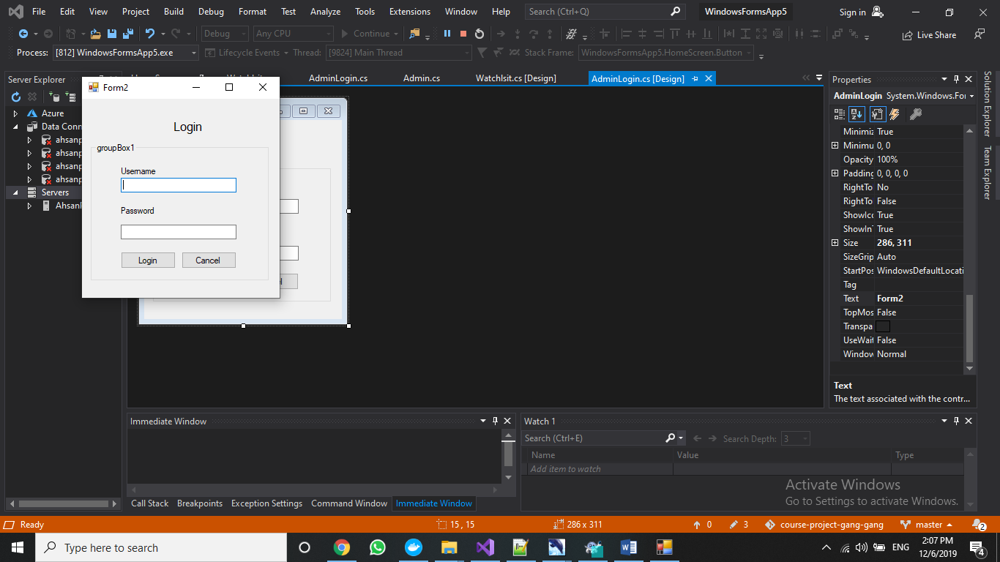 File Edit View Project Build Debug Format Test Analyze Tools Extensions Window Help Search (Ctrl+Q) WindowsFormsApp5 Sign in
Debug Any CPU Continue Live Share
Process: [812] WindowsFormsApp5.exe Lifecycle Events Thread: [9824] Main Thread Stack Frame: WindowsFormsApp5.HomeScreen.Button
Server Explorer
AdminLogin.cs Admin.cs WatchIsit.cs [Design] AdminLogin.cs [Design]
Azure
Data Conn
ahsanp
ahsanp
ahsanp
ahsanp
Servers
AhsanI
Form2
Login
groupBox1
Username
Password
Login Cancel
Properties
AdminLogin System.Windows.For
Minimiz True
Minimu 0, 0
Opacity 100%
Padding 0, 0, 0, 0
RightTo No
RightTo False
ShowIco True
ShowIn True
Size 286, 311
SizeGrip Auto
StartPos WindowsDefaultLocati
Tag
Text Form2
TopMos False
Transpa
UseWait False
Window Normal
Text
The text associated with the contr...
Solution Explorer
Team Explorer
Immediate Window
Call Stack Breakpoints Exception Settings Command Window Immediate Window
Watch 1
Search (Ctrl+E) Search Depth: 3
Name Value Type
Add item to watch
Activate Windows
Go to Settings to activate Windows.
Ready 15 , 15 286 x 311 0 3 course-project-gang-gang master 2
Type here to search ENG 2:07 PM
12/6/2019 4